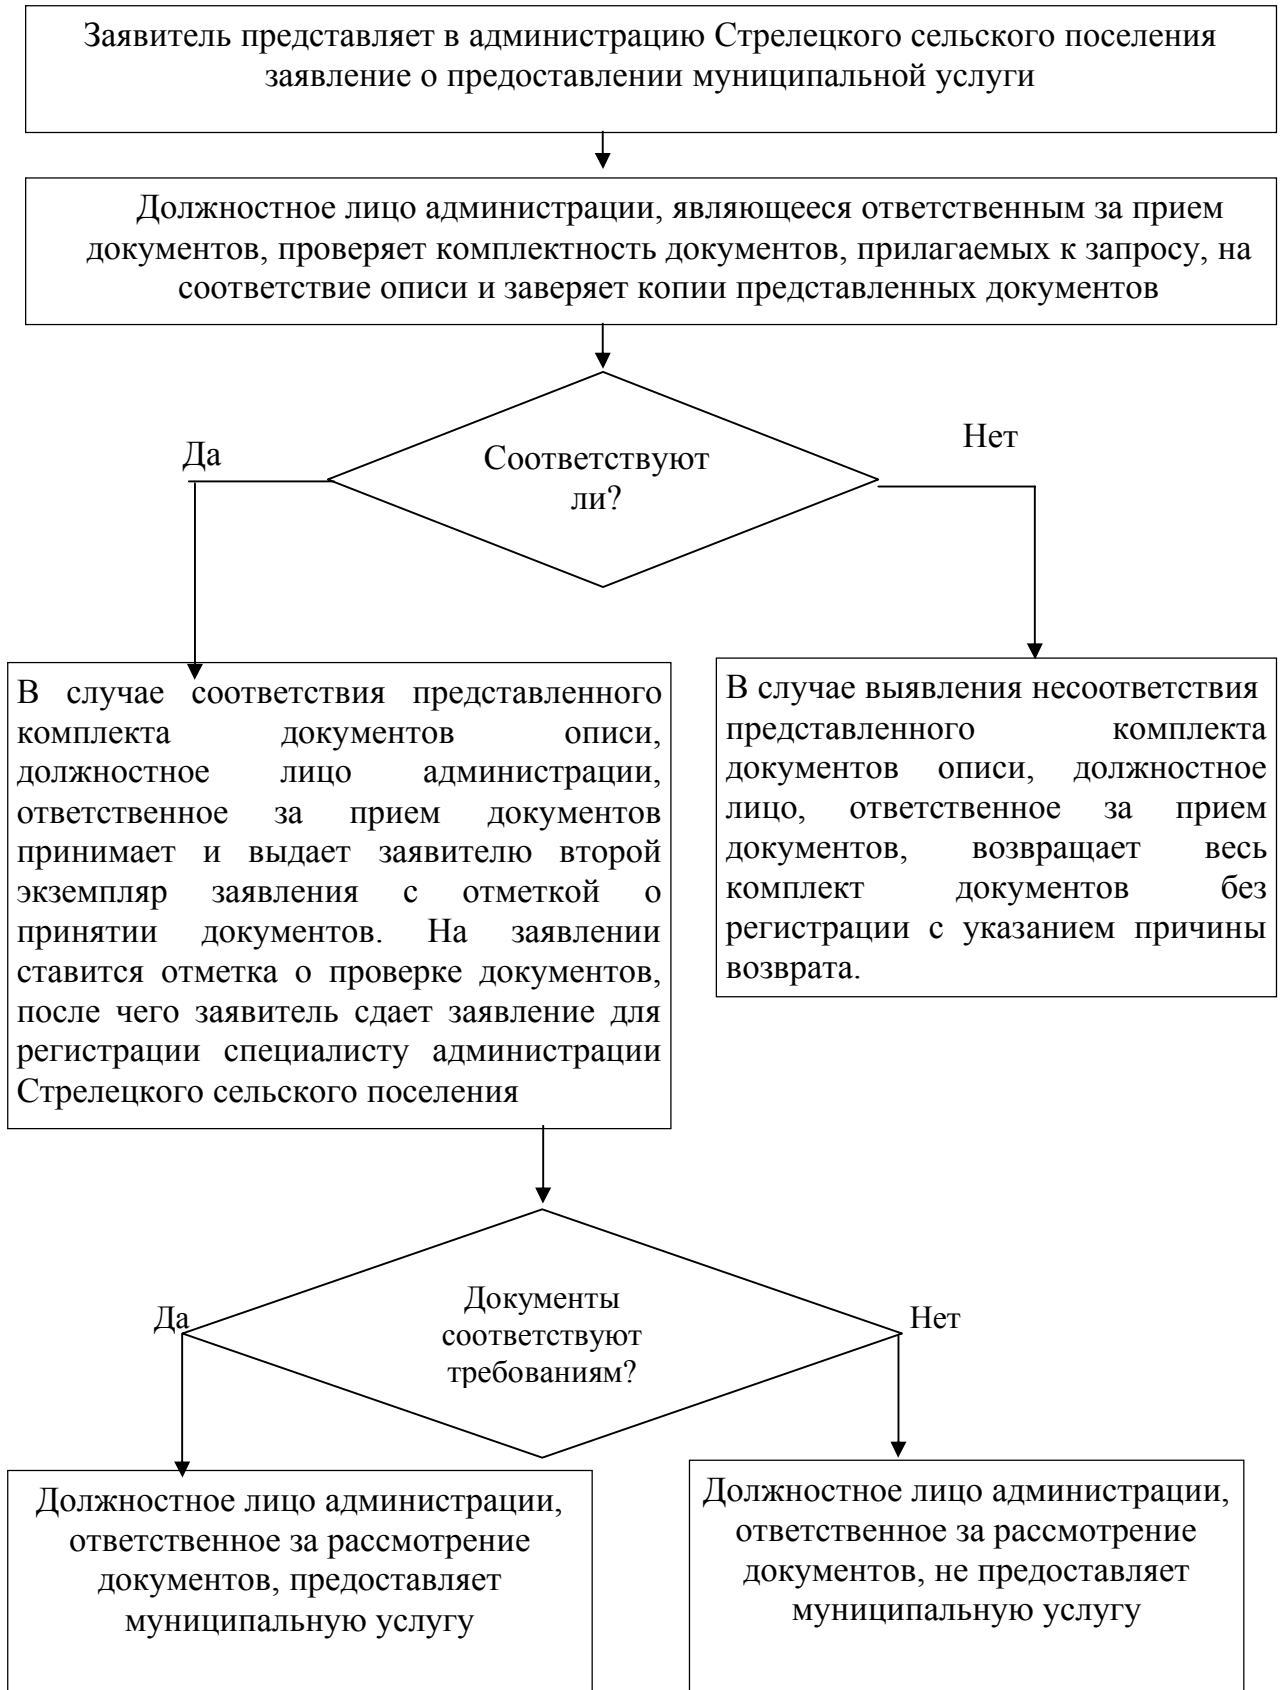 Заявитель представляет в администрацию Стрелецкого сельского поселения
заявление о предоставлении муниципальной услуги
Должностное лицо администрации, являющееся ответственным за прием
документов, проверяет комплектность документов, прилагаемых к запросу, на
соответствие описи и заверяет копии представленных документов
Да
Соответствуют
ли?
Нет
В случае соответствия представленного
комплекта документов описи,
должностное лицо администрации,
ответственное за прием документов
принимает и выдает заявителю второй
экземпляр заявления с отметкой о
принятии документов. На заявлении
ставится отметка о проверке документов,
после чего заявитель сдает заявление для
регистрации специалисту администрации
Стрелецкого сельского поселения
В случае выявления несоответствия
представленного комплекта
документов описи, должностное
лицо, ответственное за прием
документов, возвращает весь
комплект документов без
регистрации с указанием причины
возврата.
Да
Документы
соответствуют
требованиям?
Нет
Должностное лицо администрации,
ответственное за рассмотрение
документов, предоставляет
муниципальную услугу
Должностное лицо администрации,
ответственное за рассмотрение
документов, не предоставляет
муниципальную услугу